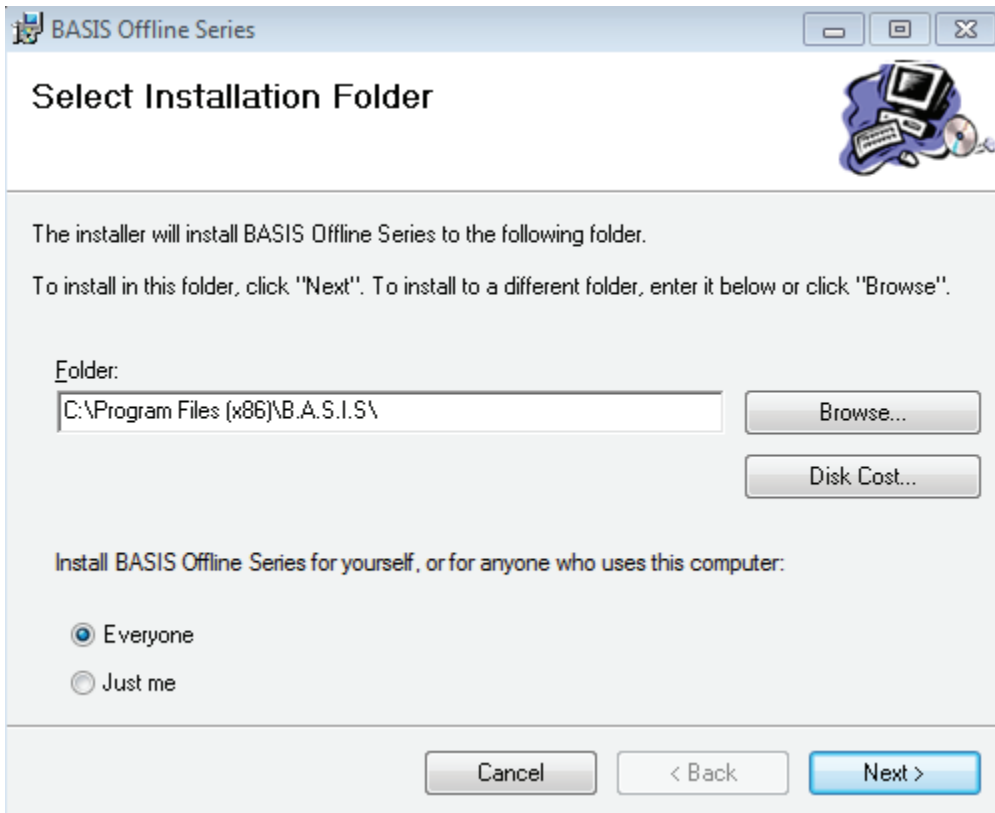 BASIS Offline Series
Select Installation Folder
The installer will install BASIS Offline Series to the following folder.
To install in this folder, click "Next". To install to a different folder, enter it below or click "Browse".
Folder:
C:\Program Files (x86)\B.A.S.I.S\
Browse...
Disk Cost...
Install BASIS Offline Series for yourself, or for anyone who uses this computer:
Everyone
Just me
Cancel
< Back
Next >